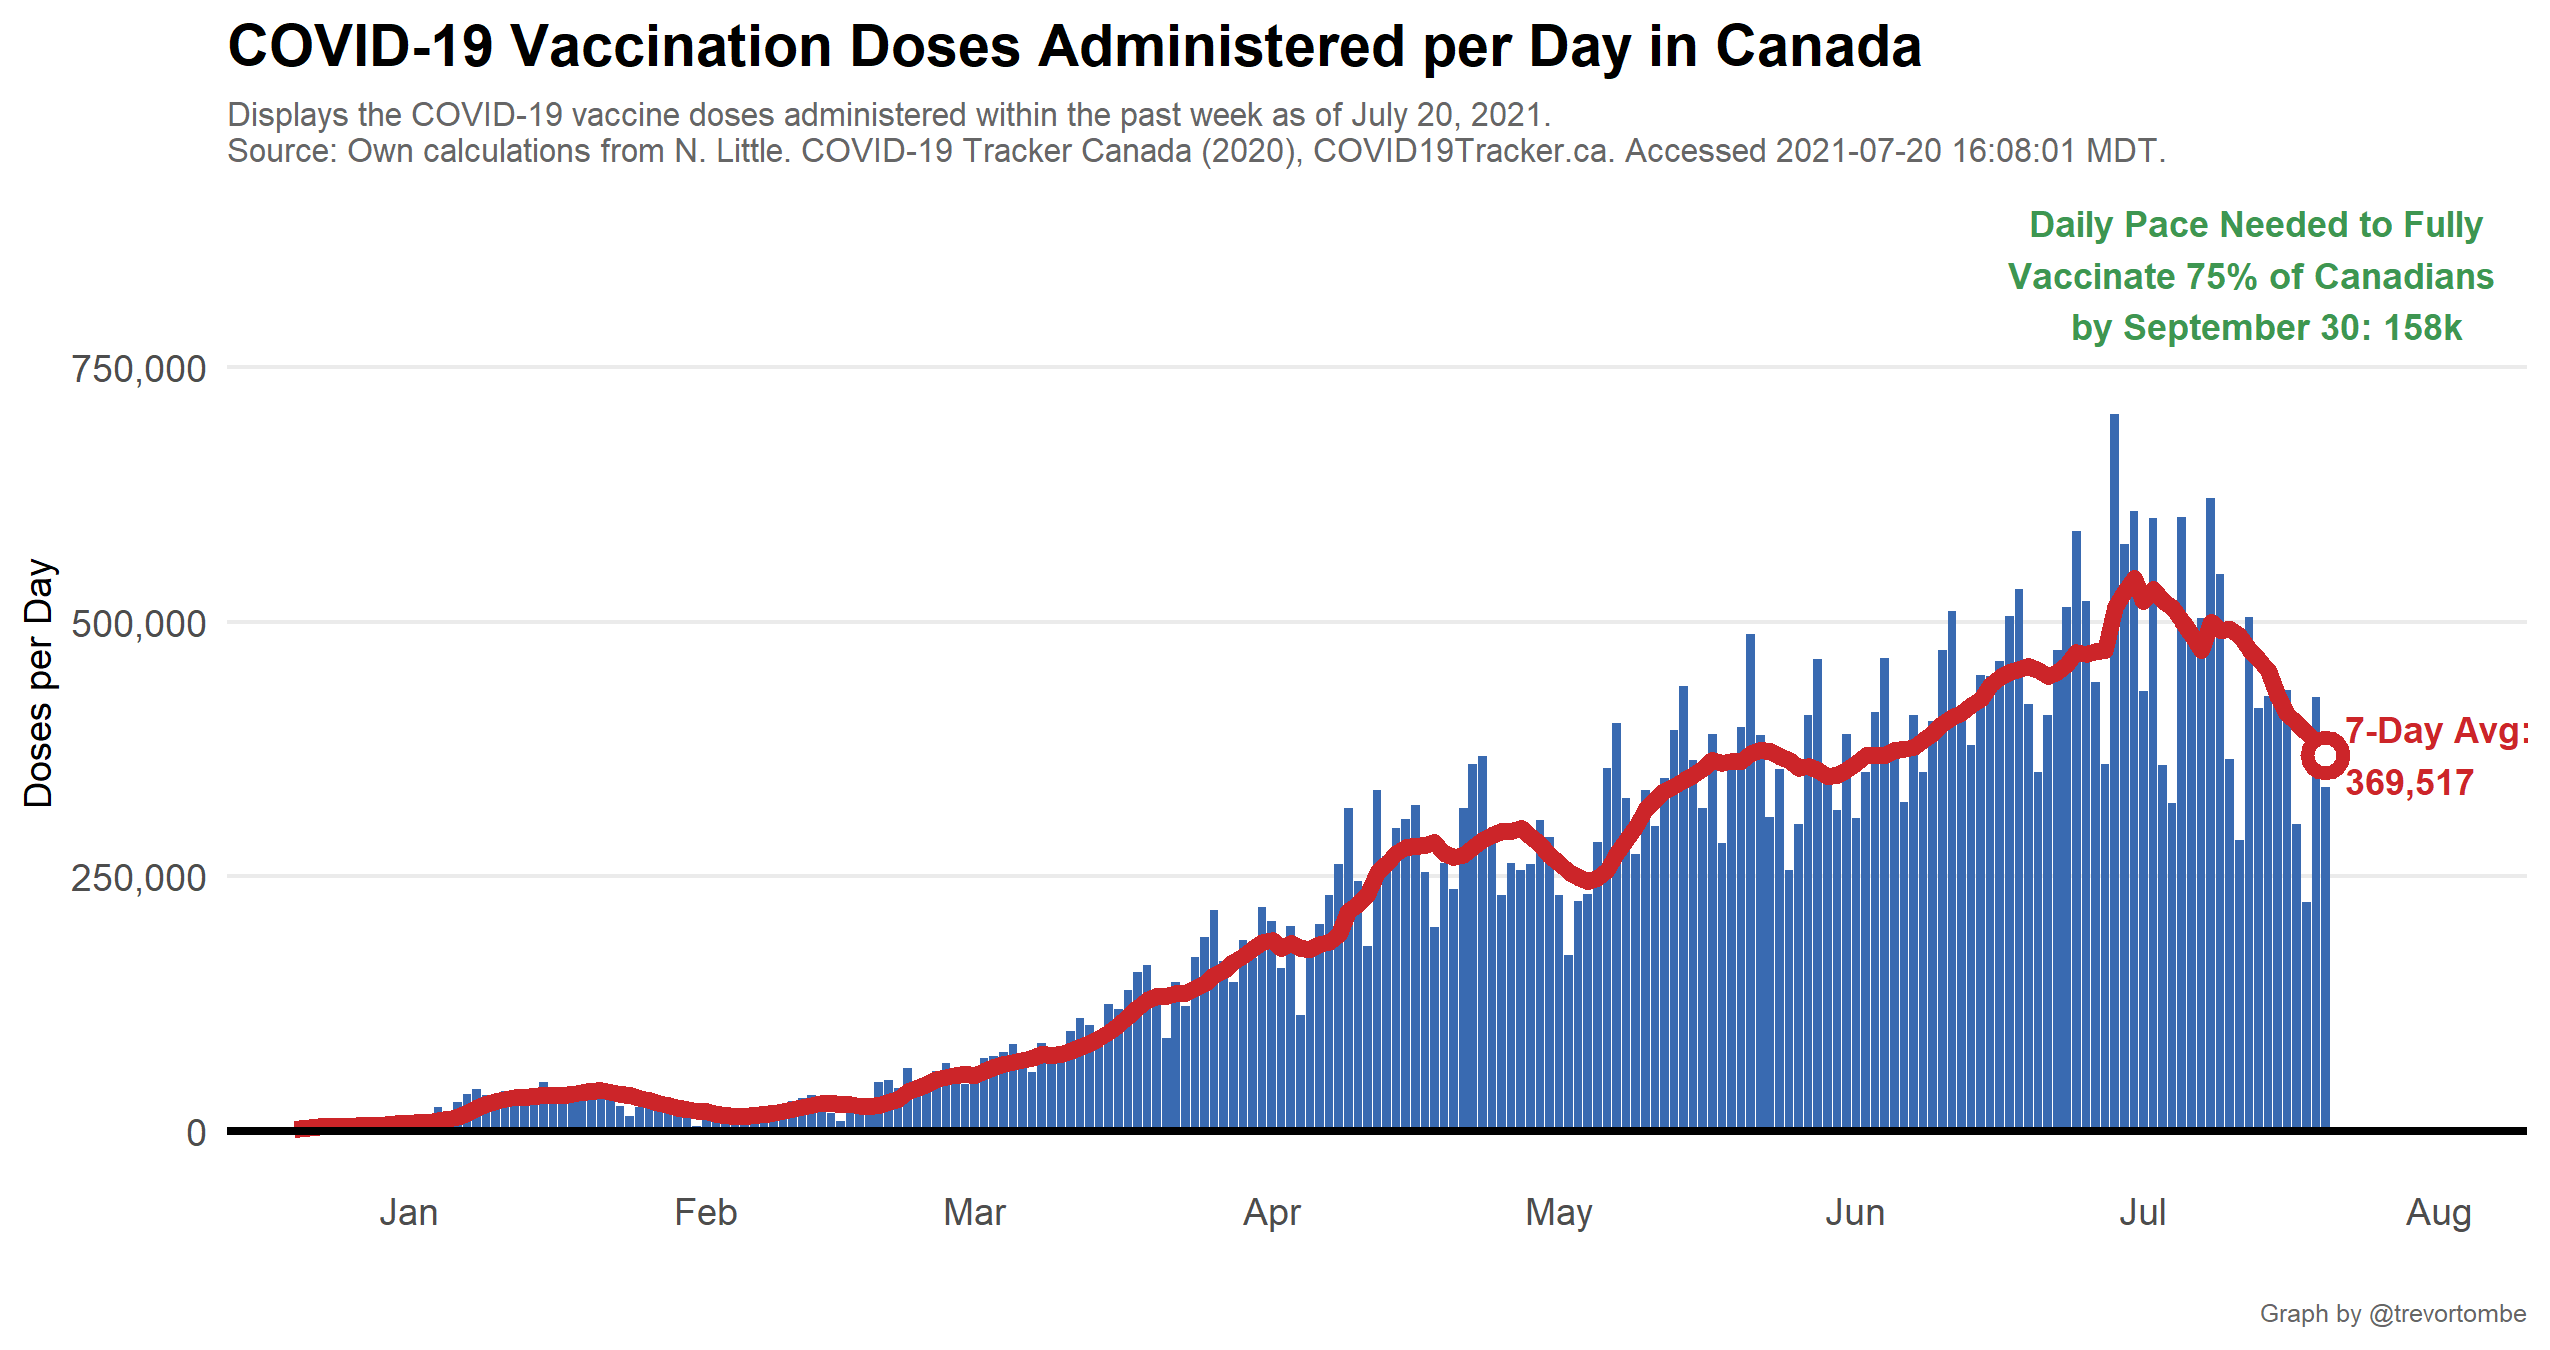 COVID-19 Vaccination Doses Administered per Day in Canada
Displays the COVID-19 vaccine doses administered within the past week as of July 20, 2021.
Source: Own calculations from N. Little. COVID-19 Tracker Canada (2020), COVID19Tracker.ca. Accessed 2021-07-20 16:08:01 MDT.
Daily Pace Needed to Fully
Vaccinate 75% of Canadians
by September 30: 158k
750,000
500,000
250,000
0
Doses per Day
7-Day Avg:
369,517
Jan Feb Mar Apr May Jun Jul Aug
Graph by @trevortombe